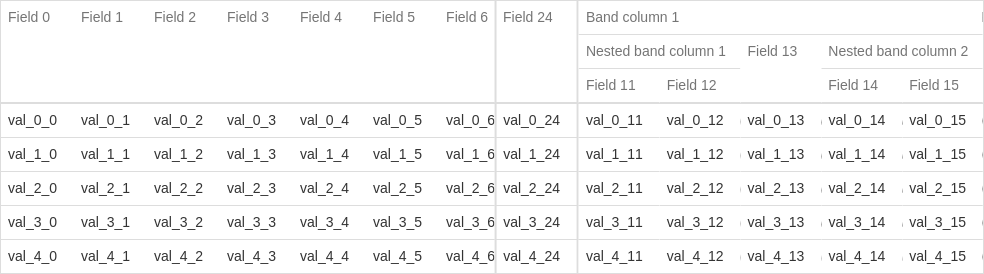 Field 0 Field 1 Field 2 Field 3 Field 4 Field 5 Field 6 Field 24 Band column 1
Nested band column 1 Field 13 Nested band column 2
Field 11 Field 12 Field 14 Field 15
val_0_0 val_0_1 val_0_2 val_0_3 val_0_4 val_0_5 val_0_6 val_0_24 val_0_11 val_0_12 val_0_13 val_0_14 val_0_15
val_1_0 val_1_1 val_1_2 val_1_3 val_1_4 val_1_5 val_1_6 val_1_24 val_1_11 val_1_12 val_1_13 val_1_14 val_1_15
val_2_0 val_2_1 val_2_2 val_2_3 val_2_4 val_2_5 val_2_6 val_2_24 val_2_11 val_2_12 val_2_13 val_2_14 val_2_15
val_3_0 val_3_1 val_3_2 val_3_3 val_3_4 val_3_5 val_3_6 val_3_24 val_3_11 val_3_12 val_3_13 val_3_14 val_3_15
val_4_0 val_4_1 val_4_2 val_4_3 val_4_4 val_4_5 val_4_6 val_4_24 val_4_11 val_4_12 val_4_13 val_4_14 val_4_15